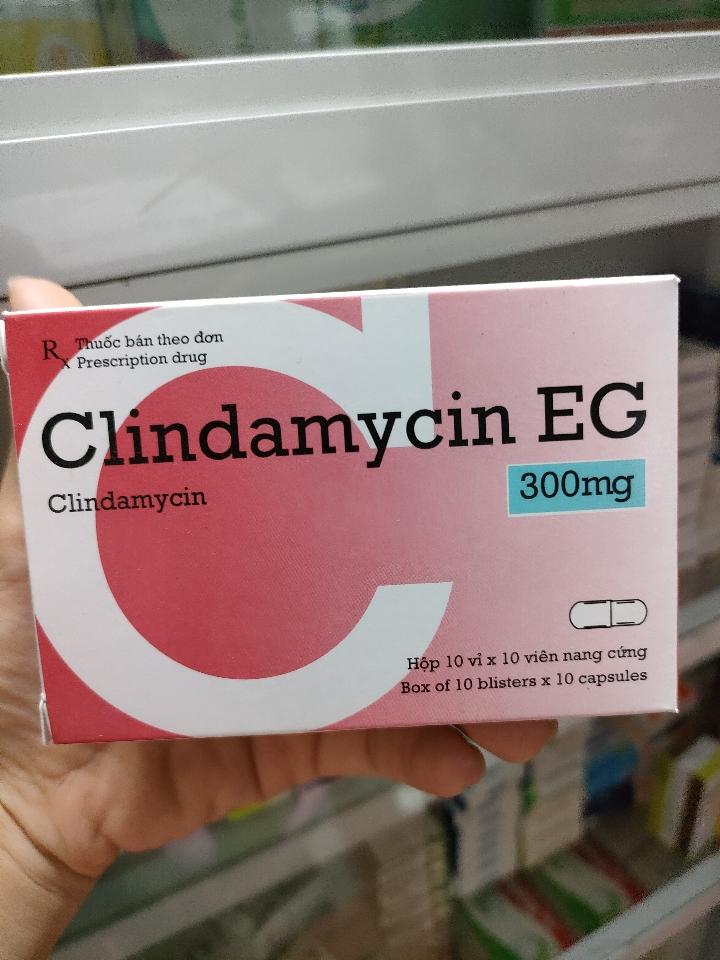 Rx Thuốc bán theo đơn
Prescription drug
Clindamycin EG
Clindamycin
300mg
Hộp 10 vỉ x 10 viên nang cứng
Box of 10 blisters x 10 capsules